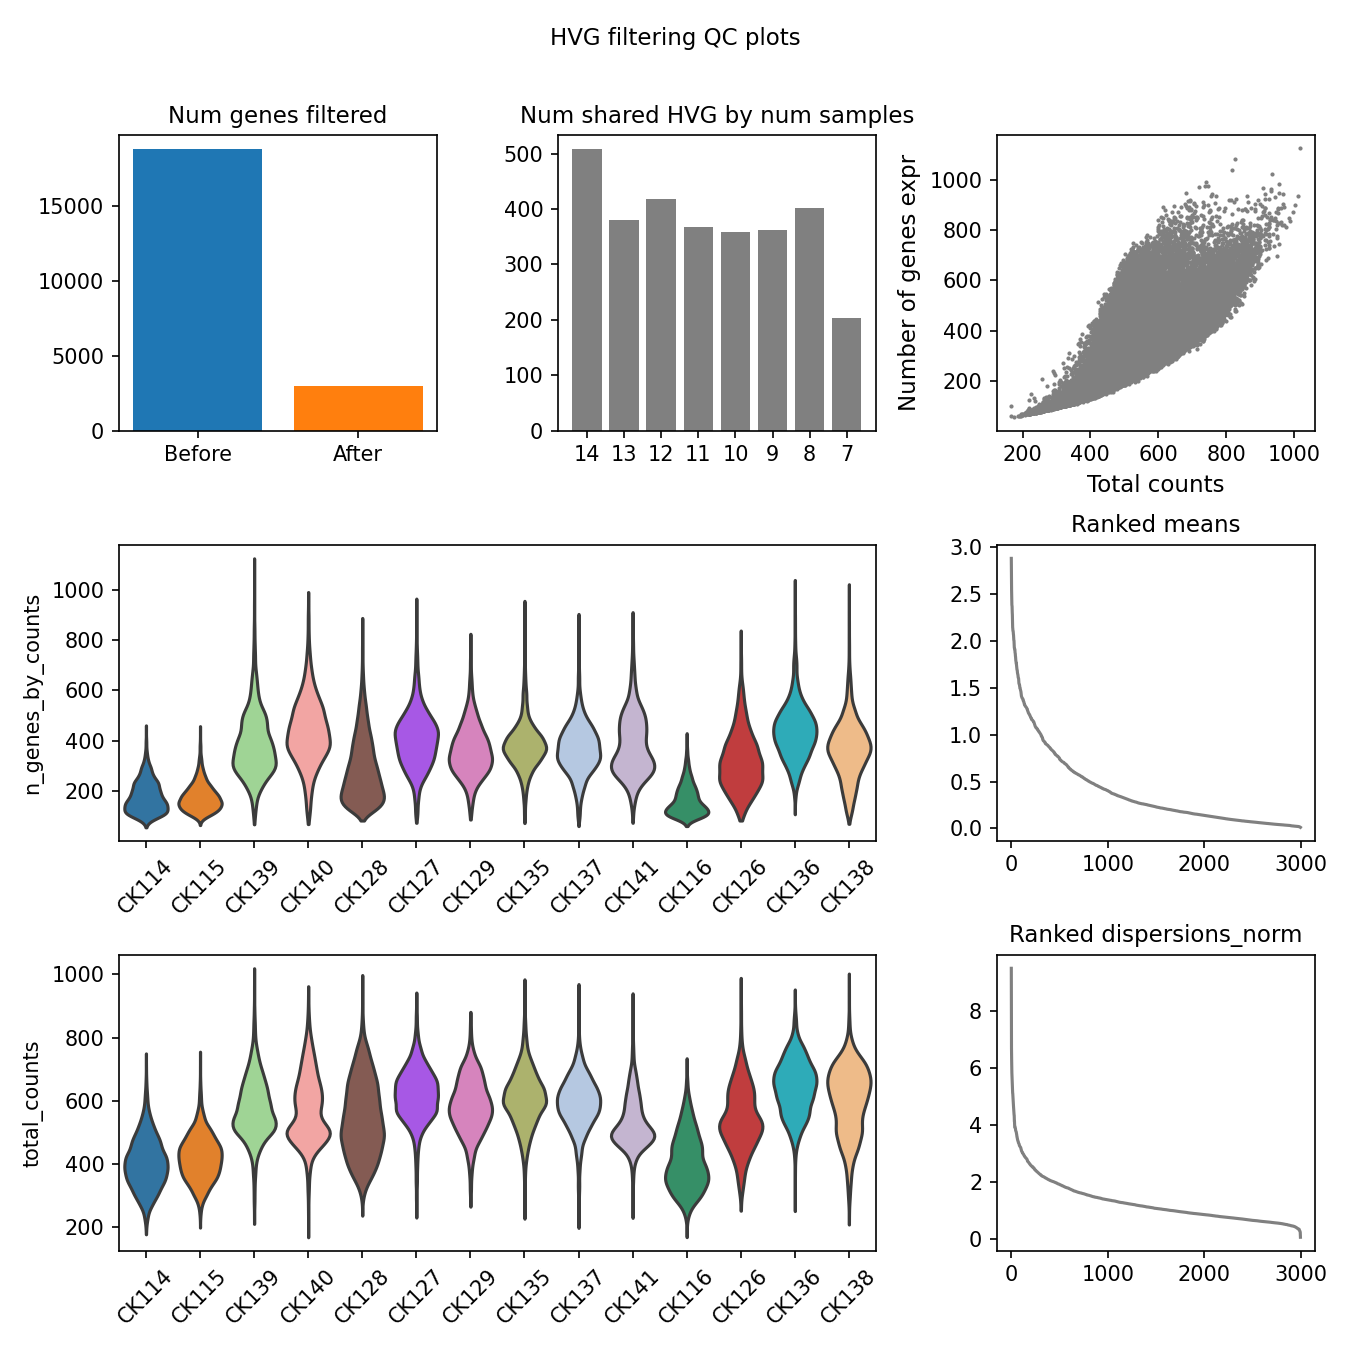 HVG filtering QC plots
Num genes filtered
15000
10000
5000
0
Before After
Num shared HVG by num samples
500
400
300
200
100
0
14 13 12 11 10 9 8 7
Number of genes expr
1000
800
600
400
200
200 400 600 800 1000
Total counts
n_genes_by_counts
1000
800
600
400
200
CK114 CK115 CK139 CK140 CK128 CK127 CK129 CK135 CK137 CK141 CK116 CK126 CK136 CK138
Ranked means
3.0
2.5
2.0
1.5
1.0
0.5
0.0
0 1000 2000 3000
total_counts
1000
800
600
400
200
CK114 CK115 CK139 CK140 CK128 CK127 CK129 CK135 CK137 CK141 CK116 CK126 CK136 CK138
Ranked dispersions_norm
8
6
4
2
0
0 1000 2000 3000